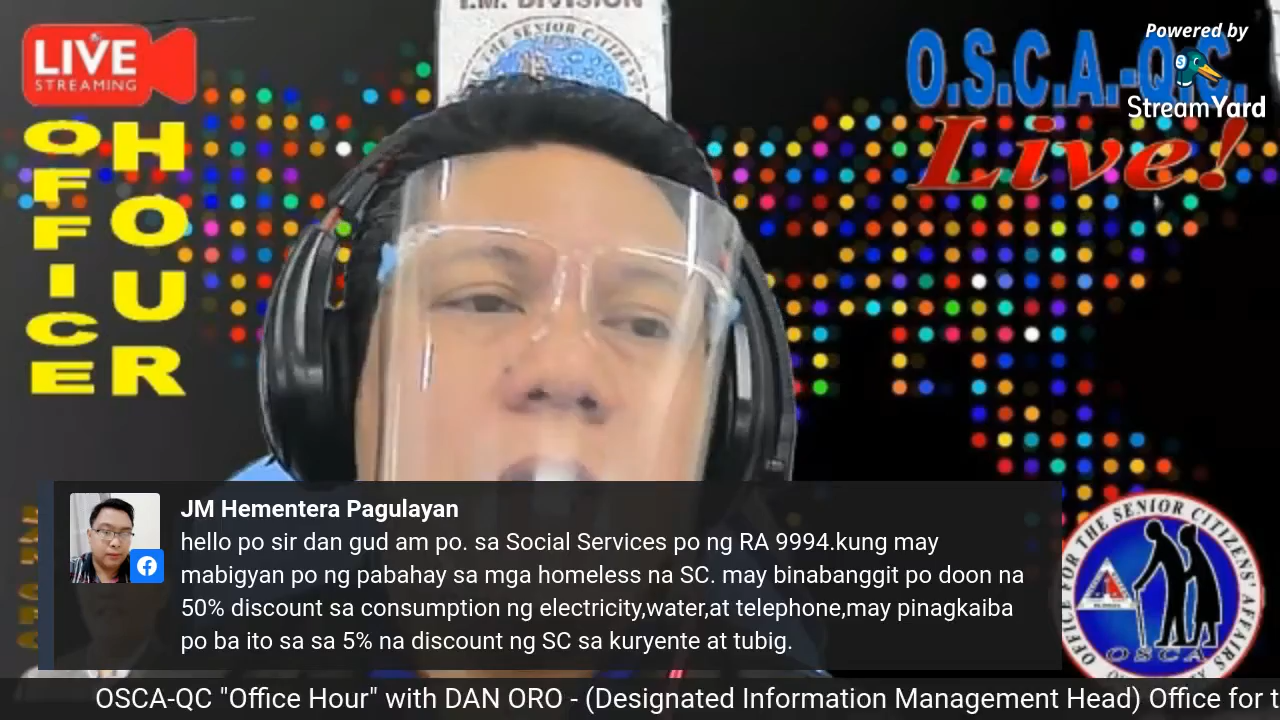 I.M. DIVISION
THE SENIOR CITIZENS
LIVE
STREAMING
OFFICE
HOUR
O.S.C.A.-Q.C.
Live!
Powered by
StreamYard
JM Hementera Pagulayan
hello po sir dan gud am po. sa Social Services po ng RA 9994.kung may
mabigyan po ng pabahay sa mga homeless na SC. may binabanggit po doon na
50% discount sa consumption ng electricity,water,at telephone,may pinagkaiba
po ba ito sa sa 5% na discount ng SC sa kuryente at tubig.
OFFICE FOR THE SENIOR CITIZENS' AFFAIRS
OSCA
OSCA-QC "Office Hour" with DAN ORO - (Designated Information Management Head) Office for t